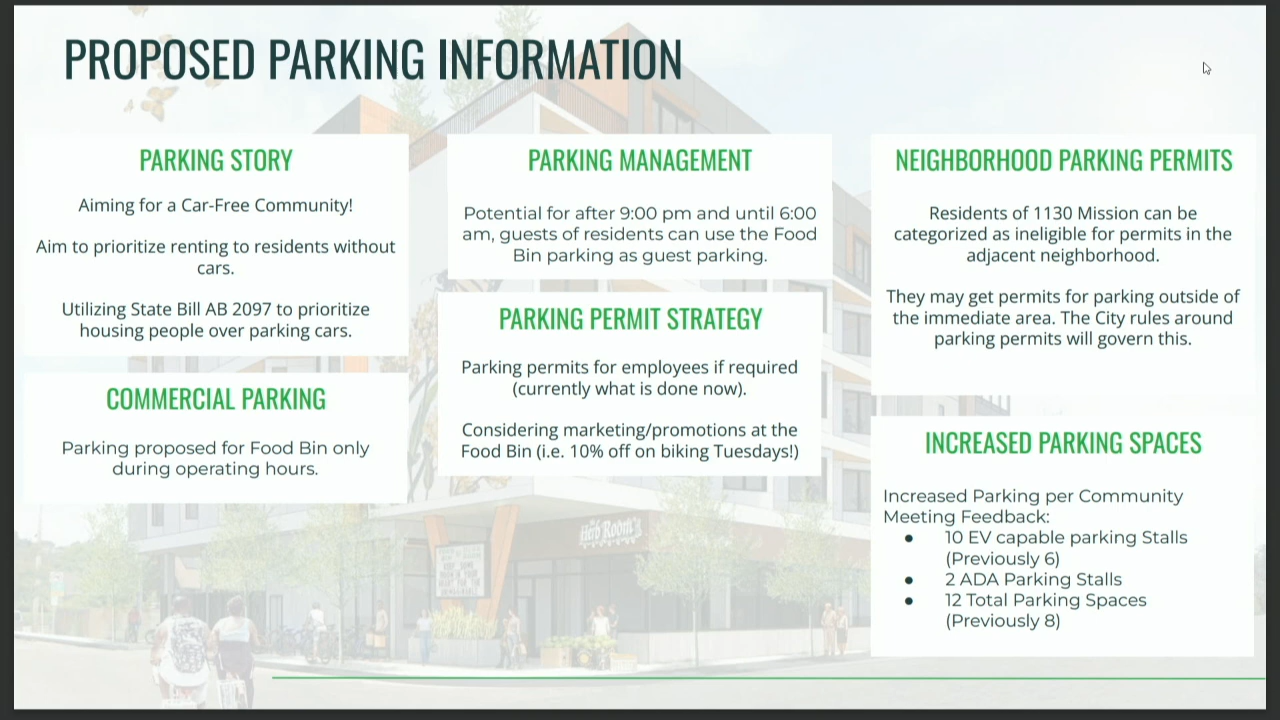 PROPOSED PARKING INFORMATION
PARKING STORY
Aiming for a Car-Free Community!
Aim to prioritize renting to residents without
cars.
Utilizing State Bill AB 2097 to prioritize
housing people over parking cars.
COMMERCIAL PARKING
Parking proposed for Food Bin only
during operating hours.
PARKING MANAGEMENT
Potential for after 9:00 pm and until 6:00
am, guests of residents can use the Food
Bin parking as guest parking.
PARKING PERMIT STRATEGY
Parking permits for employees if required
(currently what is done now).
Considering marketing/promotions at the
Food Bin (i.e. 10% off on biking Tuesdays!)
NEIGHBORHOOD PARKING PERMITS
Residents of 1130 Mission can be
categorized as ineligible for permits in the
adjacent neighborhood.
They may get permits for parking outside of
the immediate area. The City rules around
parking permits will govern this.
INCREASED PARKING SPACES
Increased Parking per Community
Meeting Feedback:
● 10 EV capable parking Stalls
(Previously 6)
● 2 ADA Parking Stalls
● 12 Total Parking Spaces
(Previously 8)
Herb Room